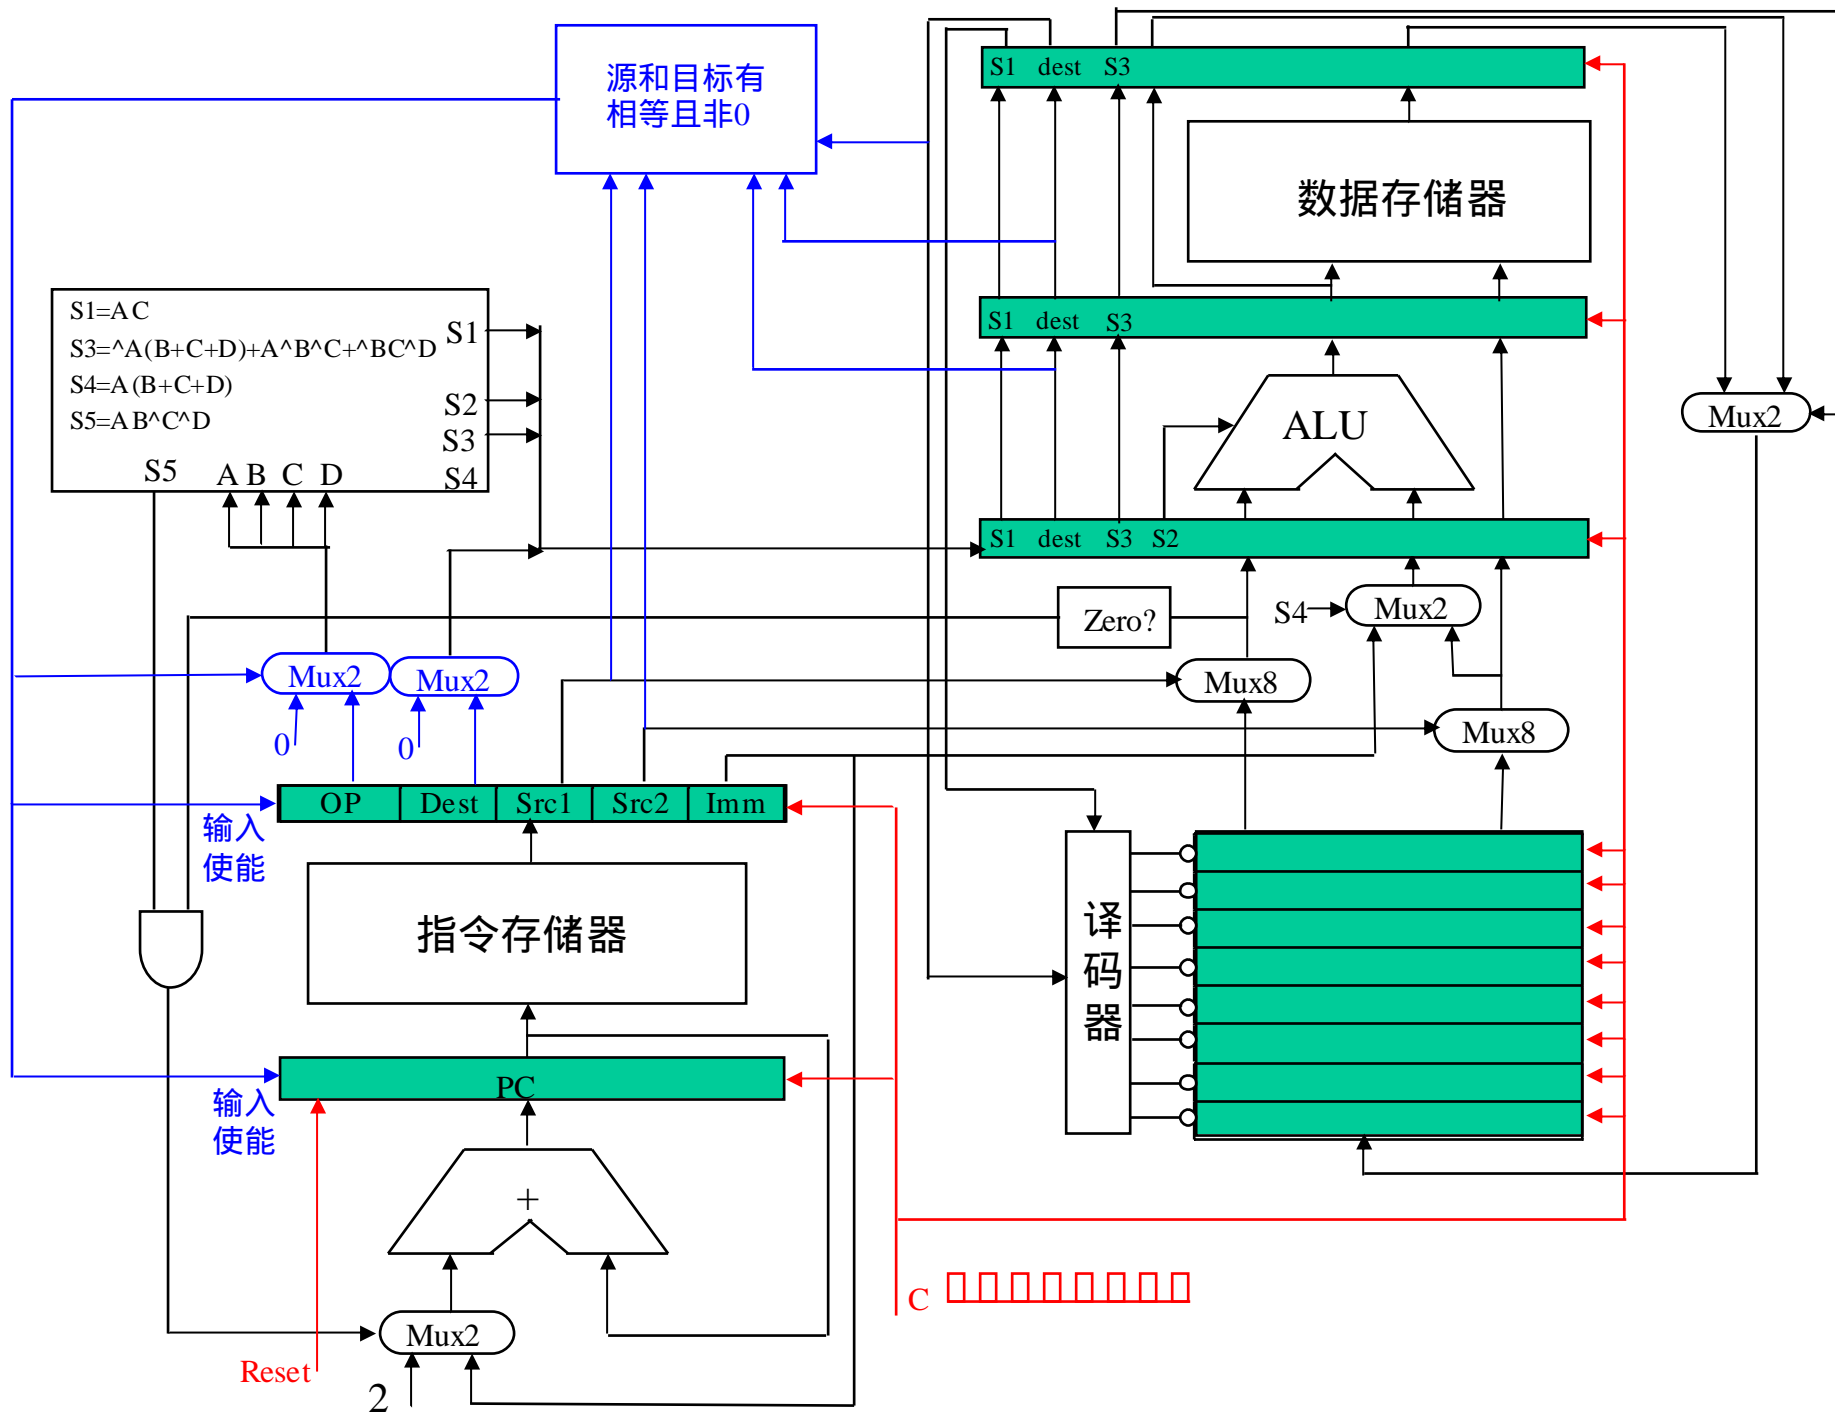 S1 dest S3
源和目标有
相等且非0
数据存储器
S1=AC
S3=^A(B+C+D)+A^B^C+^BC^D
S4=A(B+C+D)
S5=AB^C^D
S1
S2
S3
S4
S5 A B C D
S1 dest S3
ALU
Mux2
S1 dest S3 S2
Zero?
S4
Mux2
Mux8
Mux8
Mux2
Mux2
0
0
OP Dest Src1 Src2 Imm
输入
使能
指令存储器
译
码
器
PC
输入
使能
+
Mux2
Reset
2
C